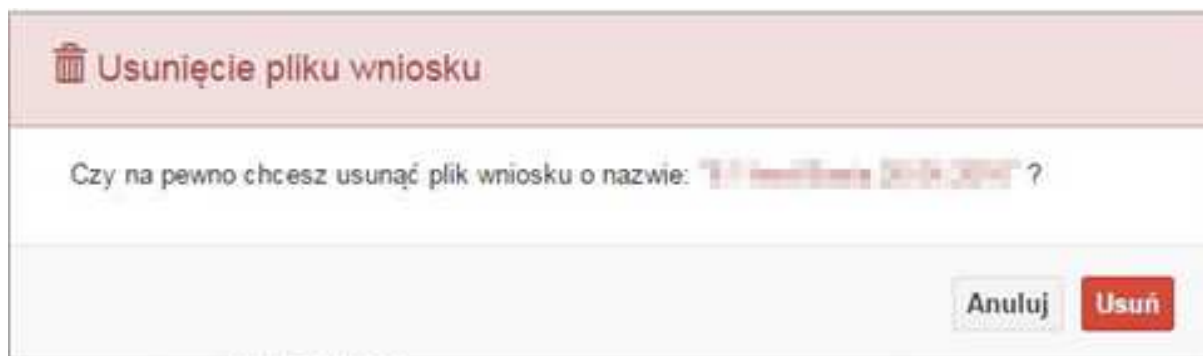 Usunięcie pliku wniosku
Czy na pewno chcesz usunąć plik wniosku o nazwie: " " ?
Anuluj
Usuń